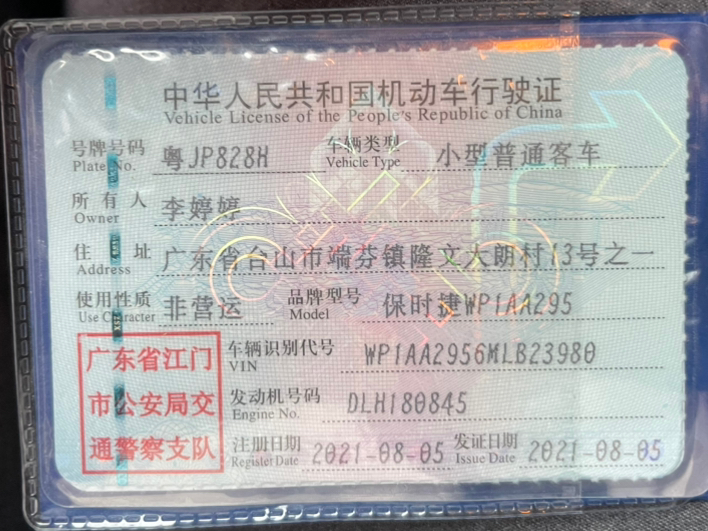 中华人民共和国机动车行驶证
Vehicle License of the People's Republic of China
号牌号码 粤JP828H 车辆类型 小型普通客车
Plate No. Vehicle Type
所有人 李婷婷
Owner
住址 广东省台山市端芬镇隆文大朗村13号之一
Address
使用性质 非营运 品牌型号 保时捷WP1AA295
Use Character Model
车辆识别代号 WP1AA2956MLB23980
VIN
发动机号码 DLH180845
Engine No.
注册日期 2021-08-05 发证日期 2021-08-05
Register Date Issue Date
广东省江门
市公安局交
通警察支队